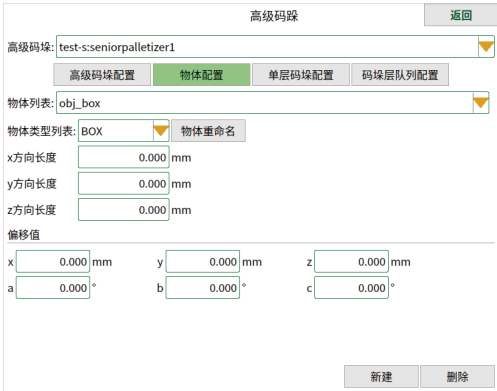 高级码跺
返回
高级码垛: test-s:seniorpalletizer1
高级码垛配置 物体配置 单层码垛配置 码垛层队列配置
物体列表: obj_box
物体类型列表: BOX 物体重命名
x方向长度 0.000 mm
y方向长度 0.000 mm
z方向长度 0.000 mm
偏移值
x 0.000 mm y 0.000 mm z 0.000 mm
a 0.000 ° b 0.000 ° c 0.000 °
新建 删除